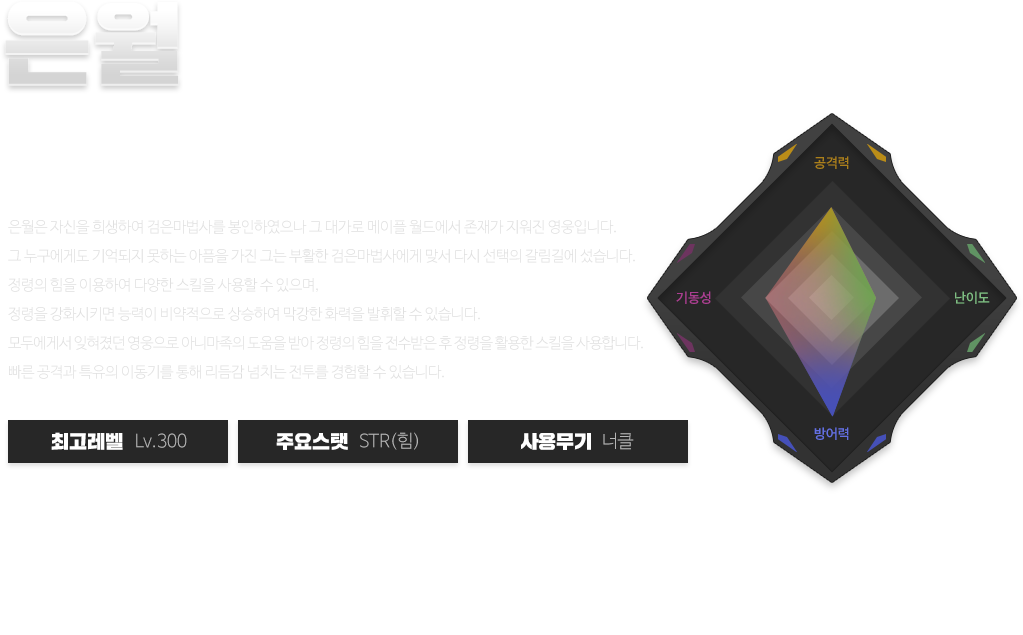 은월
은월은 자신을 희생하여 검은마법사를 봉인하였으나 그 대가로 메이플 월드에서 존재가 지워진 영웅입니다.
그 누구에게도 기억되지 못하는 아픔을 가진 그는 부활한 검은마법사에게 맞서 다시 선택의 갈림길에 섰습니다.
정령의 힘을 이용하여 다양한 스킬을 사용할 수 있으며,
정령을 강화시키면 능력이 비약적으로 상승하여 막강한 화력을 발휘할 수 있습니다.
모두에게서 잊혀졌던 영웅으로 아니마족의 도움을 받아 정령의 힘을 전수받은 후 정령을 활용한 스킬을 사용합니다.
빠른 공격과 특유의 이동기를 통해 리듬감 넘치는 전투를 경험할 수 있습니다.
최고레벨 Lv.300
주요스탯 STR(힘)
사용무기 너클
공격력
기동성
난이도
방어력